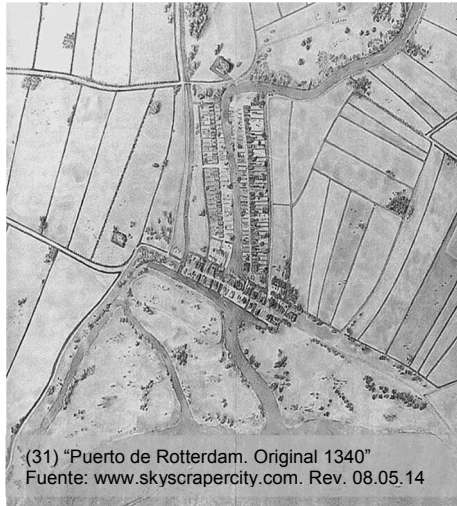 (31) “Puerto de Rotterdam. Original 1340”
Fuente: www.skyscrapercity.com. Rev. 08.05.14